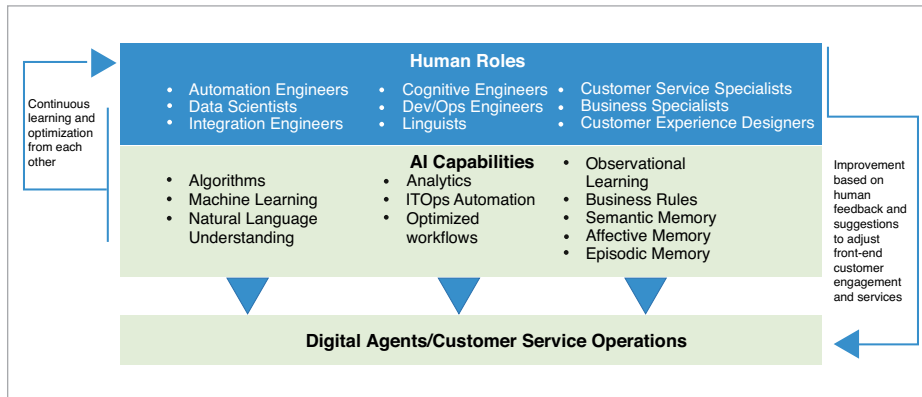 Human Roles
• Automation Engineers
• Data Scientists
• Integration Engineers
• Cognitive Engineers
• Dev/Ops Engineers
• Linguists
• Customer Service Specialists
• Business Specialists
• Customer Experience Designers
Continuous
learning and
optimization
from each
other
AI Capabilities
• Algorithms
• Machine Learning
• Natural Language
Understanding
• Analytics
• ITOps Automation
• Optimized
workflows
• Observational
Learning
• Business Rules
• Semantic Memory
• Affective Memory
• Episodic Memory
Improvement
based on
human
feedback and
suggestions
to adjust
front-end
customer
engagement
and services
Digital Agents/Customer Service Operations